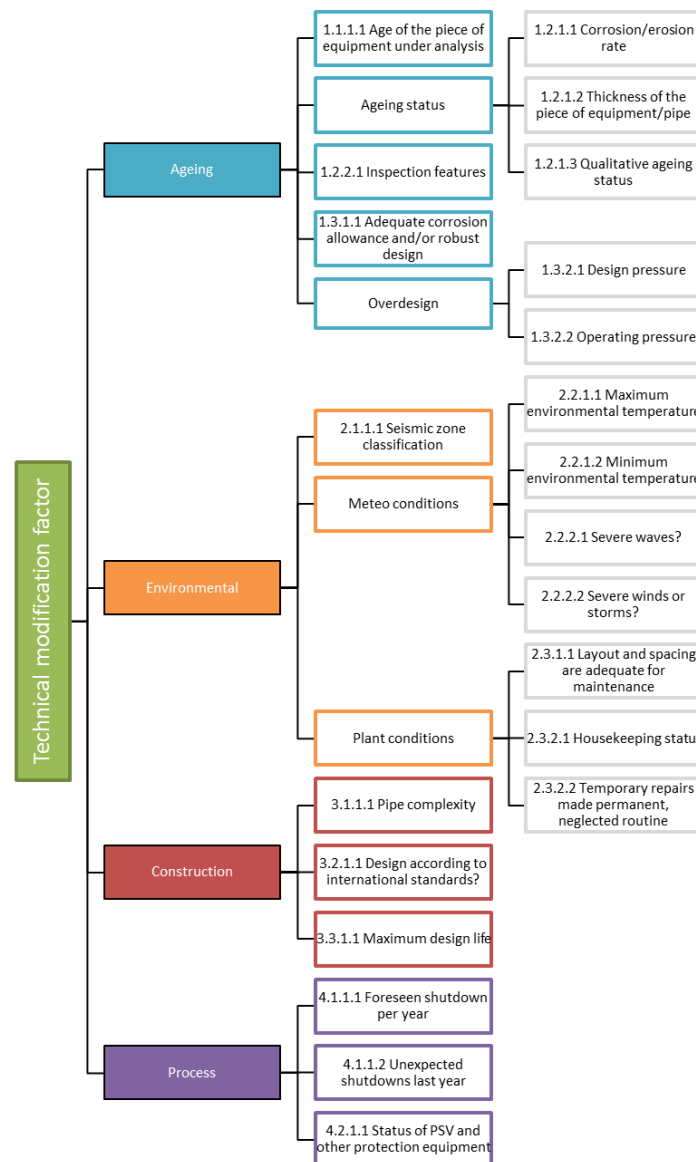 Technical modification factor
Ageing
1.1.1.1 Age of the piece of
equipment under analysis
Ageing status
1.2.1.1 Corrosion/erosion
rate
1.2.1.2 Thickness of the
piece of equipment/pipe
1.2.1.3 Qualitative ageing
status
1.2.2.1 Inspection features
1.3.1.1 Adequate corrosion
allowance and/or robust
design
Overdesign
1.3.2.1 Design pressure
1.3.2.2 Operating pressure
Environmental
2.1.1.1 Seismic zone
classification
Meteo conditions
2.2.1.1 Maximum
environmental temperature
2.2.1.2 Minimum
environmental temperature
2.2.2.1 Severe waves?
2.2.2.2 Severe winds or
storms?
Plant conditions
2.3.1.1 Layout and spacing
are adequate for
maintenance
2.3.2.1 Housekeeping status
2.3.2.2 Temporary repairs
made permanent,
neglected routine
Construction
3.1.1.1 Pipe complexity
3.2.1.1 Design according to
international standards?
3.3.1.1 Maximum design life
Process
4.1.1.1 Foreseen shutdown
per year
4.1.1.2 Unexpected
shutdowns last year
4.2.1.1 Status of PSV and
other protection equipment